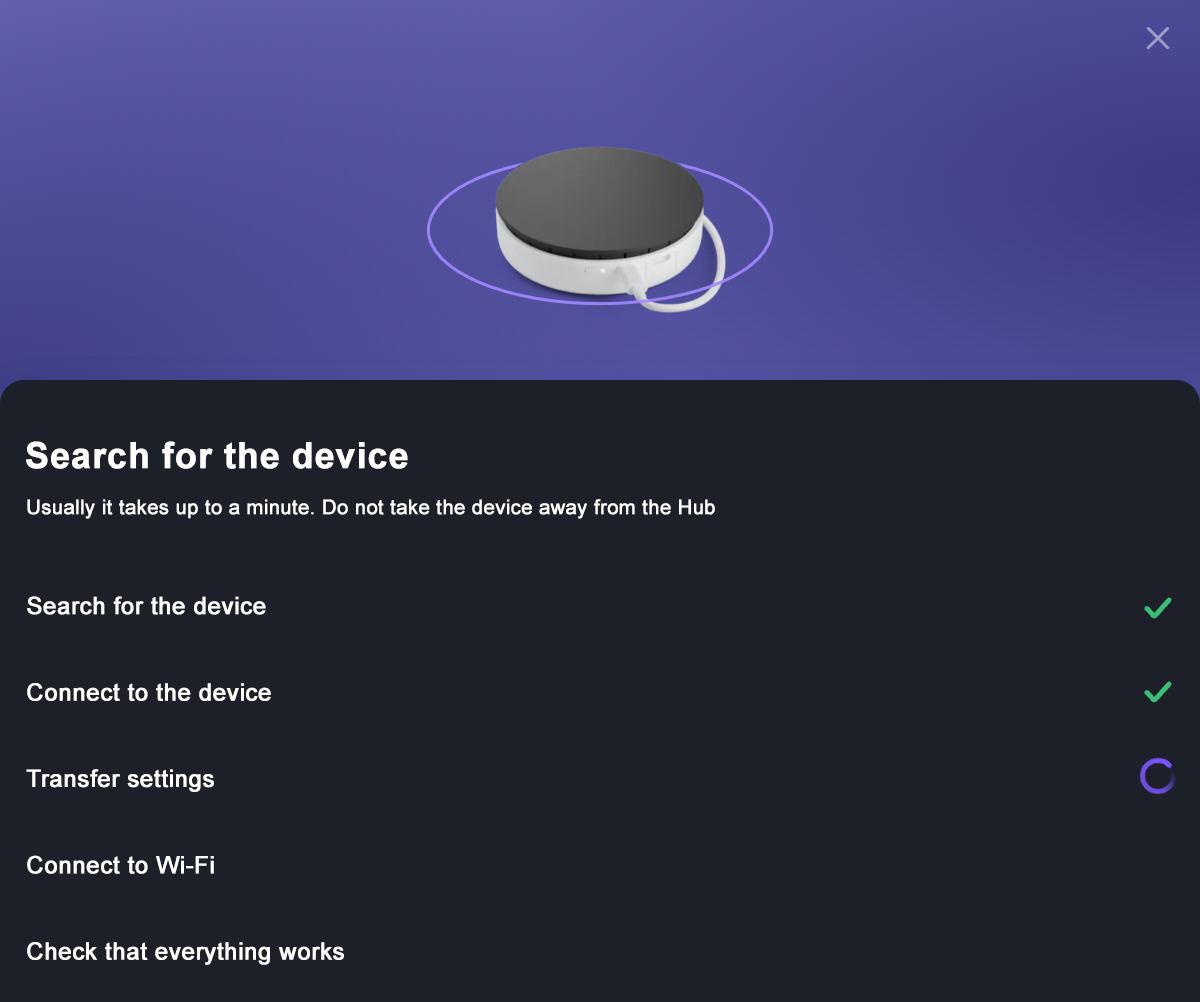 Search for the device
Usually it takes up to a minute. Do not take the device away from the Hub
Search for the device
Connect to the device
Transfer settings
Connect to Wi-Fi
Check that everything works